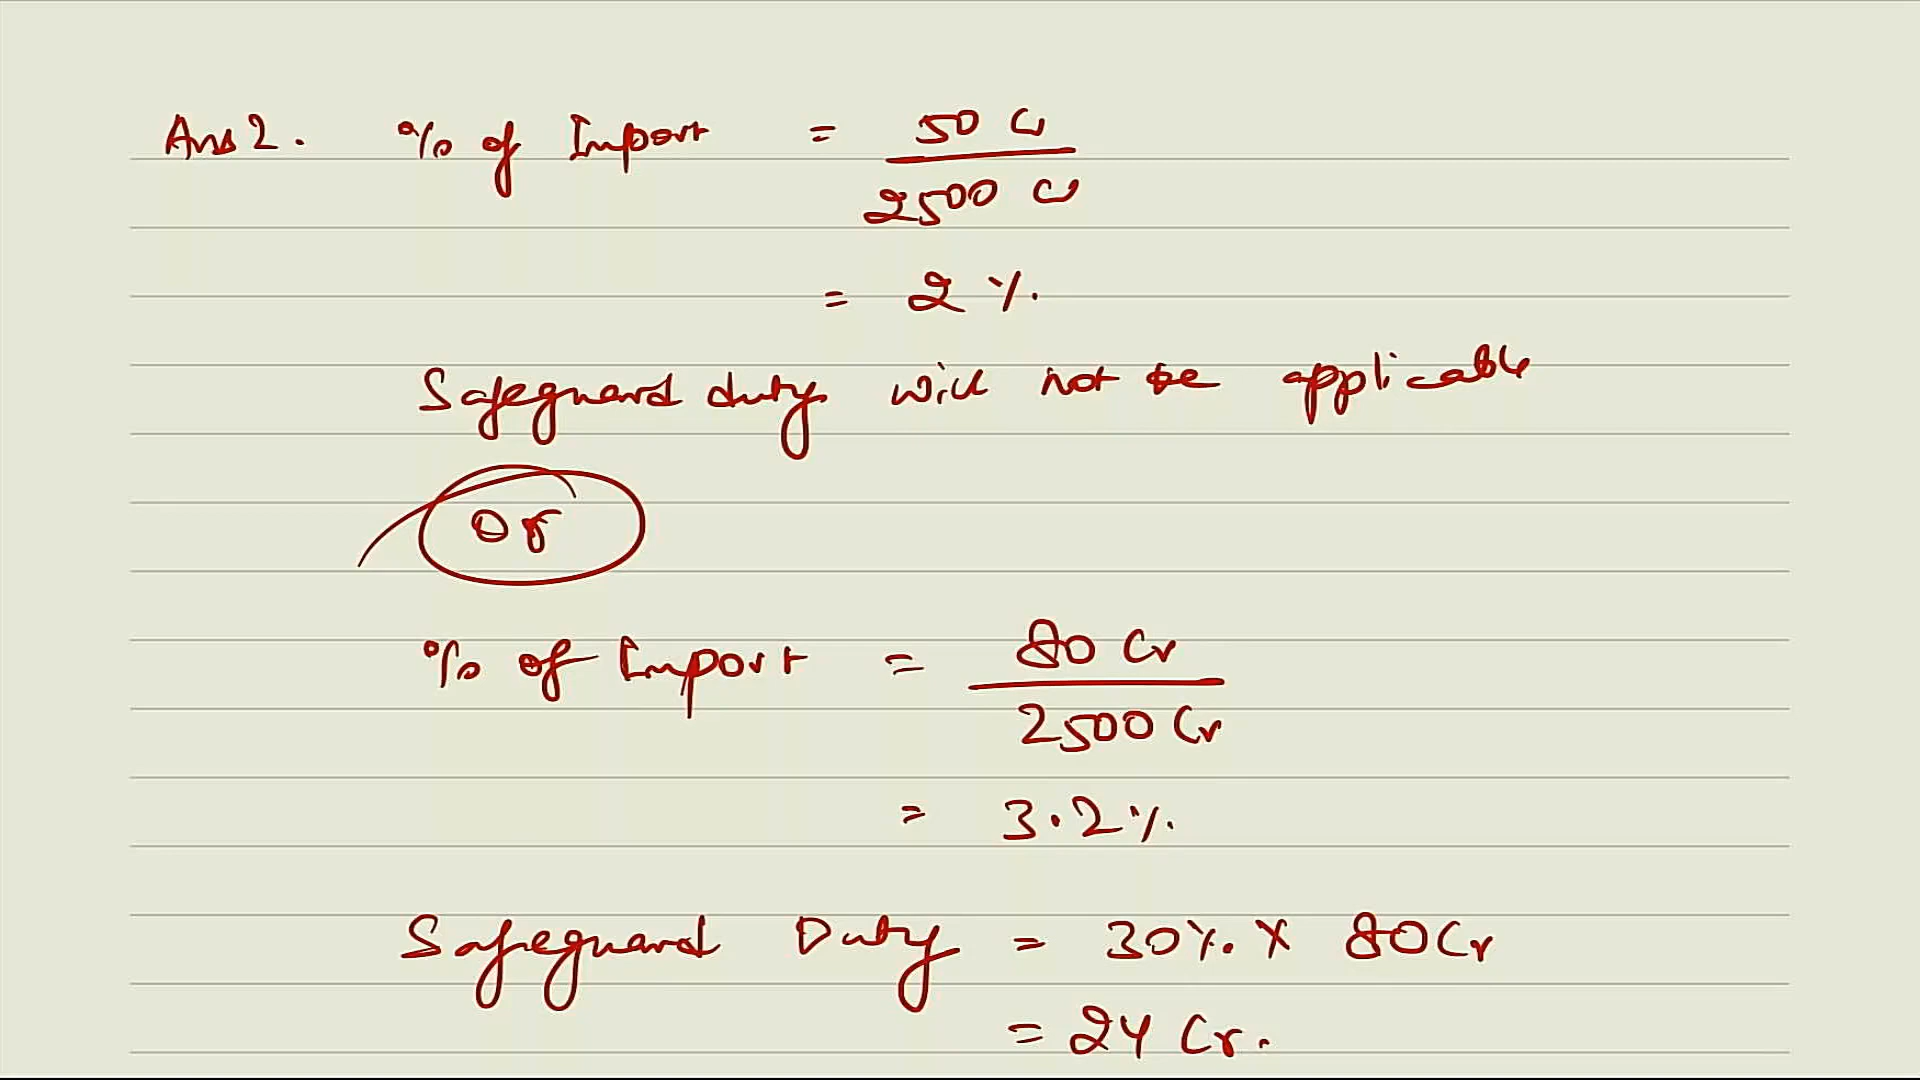 Ans 2. % of Import = 50 Cr
2500 Cr
= 2 %.
Safeguard duty will not be applicable
Or
% of Import = 80 Cr
2500 Cr
= 3.2 %.
Safeguard Duty = 30%. X 80 Cr
= 24 Cr.